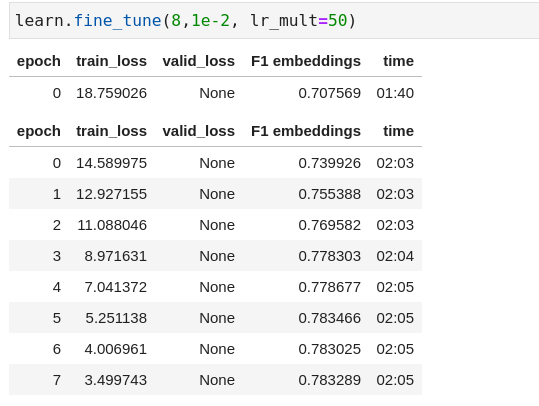 learn.fine_tune(8,1e-2, lr_mult=50)
epoch train_loss valid_loss F1 embeddings time
0 18.759026 None 0.707569 01:40
epoch train_loss valid_loss F1 embeddings time
0 14.589975 None 0.739926 02:03
1 12.927155 None 0.755388 02:03
2 11.088046 None 0.769582 02:03
3 8.971631 None 0.778303 02:04
4 7.041372 None 0.778677 02:05
5 5.251138 None 0.783466 02:05
6 4.006961 None 0.783025 02:05
7 3.499743 None 0.783289 02:05